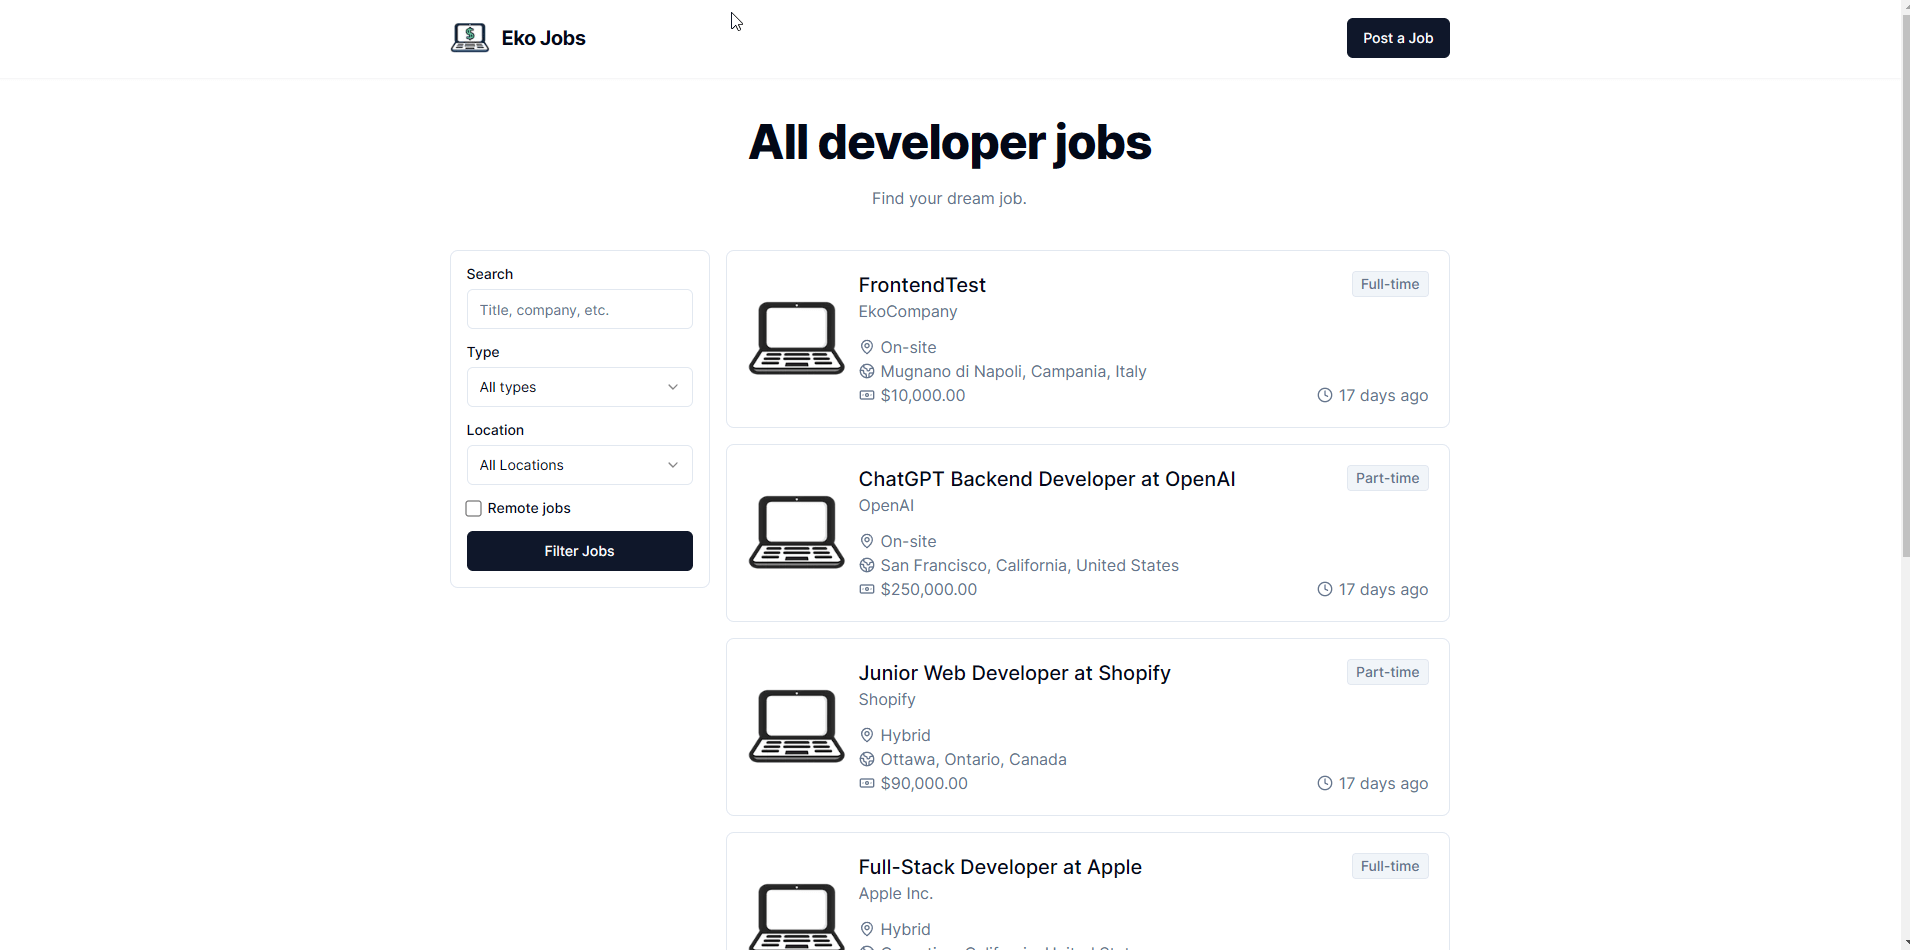 Eko Jobs
Post a Job
All developer jobs
Find your dream job.
Search
Title, company, etc.
Type
All types
Location
All Locations
Remote jobs
Filter Jobs
FrontendTest
Full-time
EkoCompany
On-site
Mugnano di Napoli, Campania, Italy
$10,000.00
17 days ago
ChatGPT Backend Developer at OpenAI
Part-time
OpenAI
On-site
San Francisco, California, United States
$250,000.00
17 days ago
Junior Web Developer at Shopify
Part-time
Shopify
Hybrid
Ottawa, Ontario, Canada
$90,000.00
17 days ago
Full-Stack Developer at Apple
Full-time
Apple Inc.
Hybrid